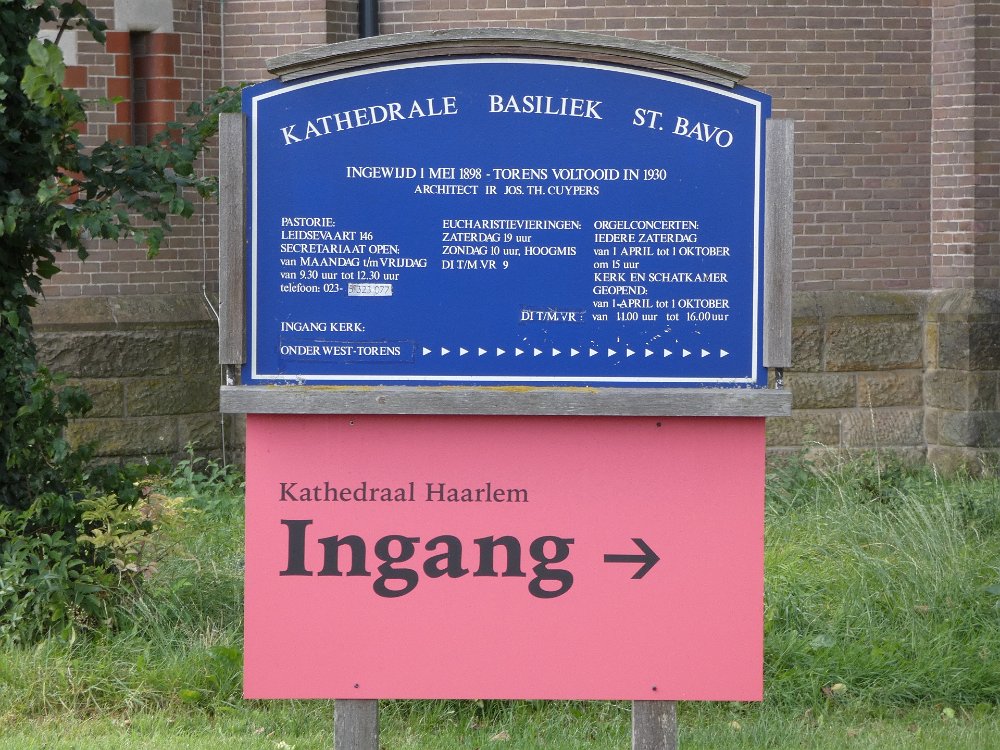 KATHEDRALE BASILIEK ST. BAVO
INGEWIJD 1 MEI 1898 - TORENS VOLTOOID IN 1930
ARCHITECT IR JOS. TH. CUYPERS
PASTORIE:
LEIDSEVAART 146
SECRETARIAAT OPEN:
van MAANDAG t/m VRIJDAG
van 9.30 uur tot 12.30 uur
telefoon: 023-
INGANG KERK:
ONDER WEST-TORENS
EUCHARISTIEVIERINGEN:
ZATERDAG 19 uur
ZONDAG 10 uur, HOOGMIS
DI T/M VR 9
ORGELCONCERTEN:
IEDERE ZATERDAG
van 1 APRIL tot 1 OKTOBER
om 15 uur
KERK EN SCHATKAMER
GEOPEND:
van 1-APRIL tot 1 OKTOBER
DI T/M VR : van 11.00 uur tot 16.00 uur
Kathedraal Haarlem
Ingang →